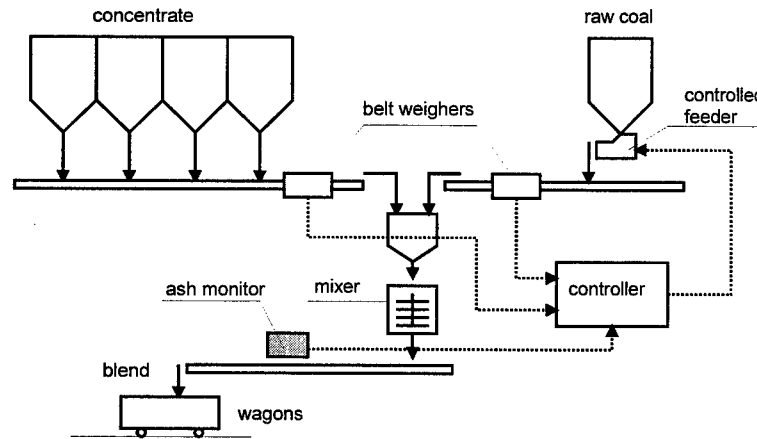 concentrate
raw coal
controlled
feeder
belt weighers
ash monitor
mixer
controller
blend
wagons